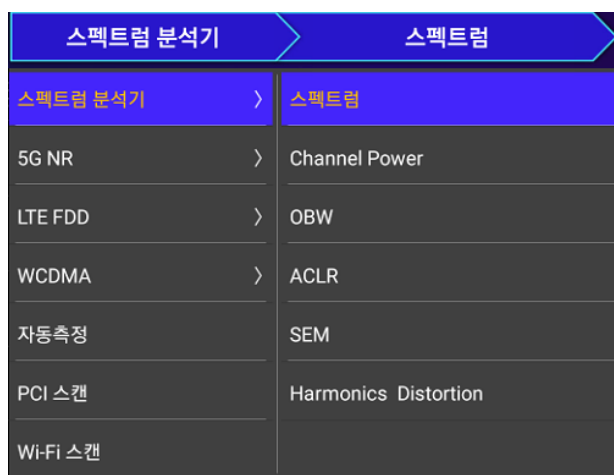 스펙트럼 분석기
스펙트럼
스펙트럼 분석기
스펙트럼
5G NR
Channel Power
LTE FDD
OBW
WCDMA
ACLR
자동측정
SEM
PCI 스캔
Harmonics Distortion
Wi-Fi 스캔